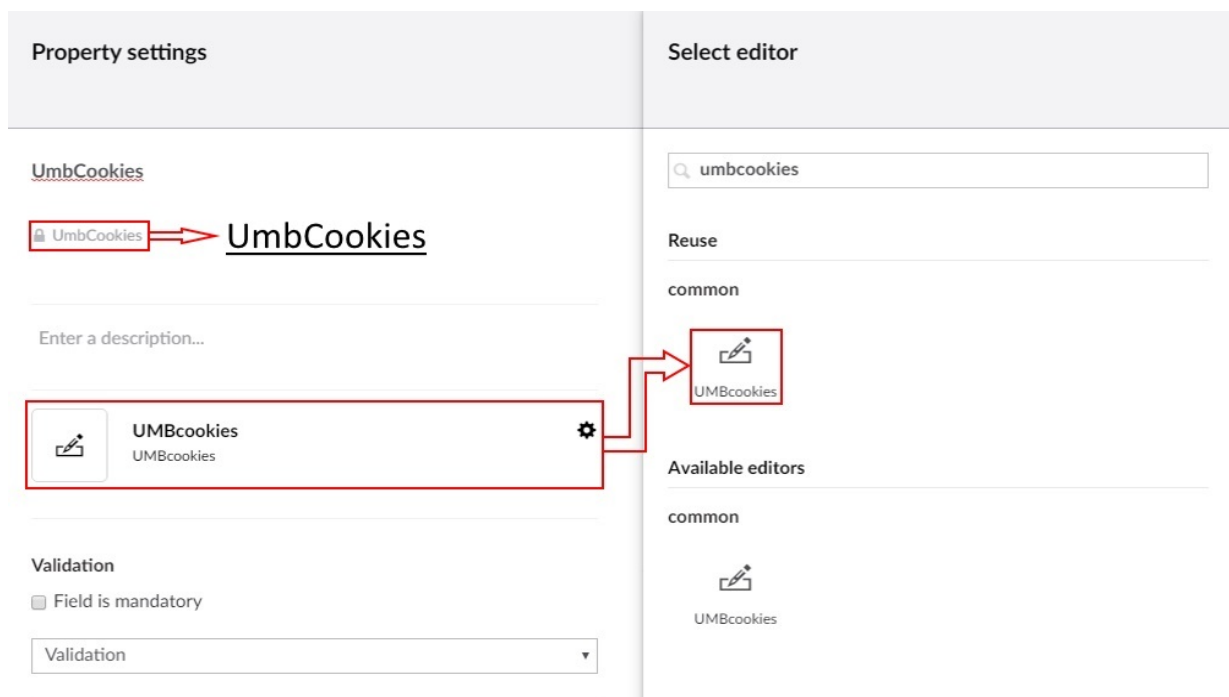 Property settings
UmbCookies
UmbCookies
UmbCookies
Enter a description...
UMBcookies
UMBcookies
Validation
Field is mandatory
Validation
Select editor
umbcookies
Reuse
common
UMBcookies
Available editors
common
UMBcookies